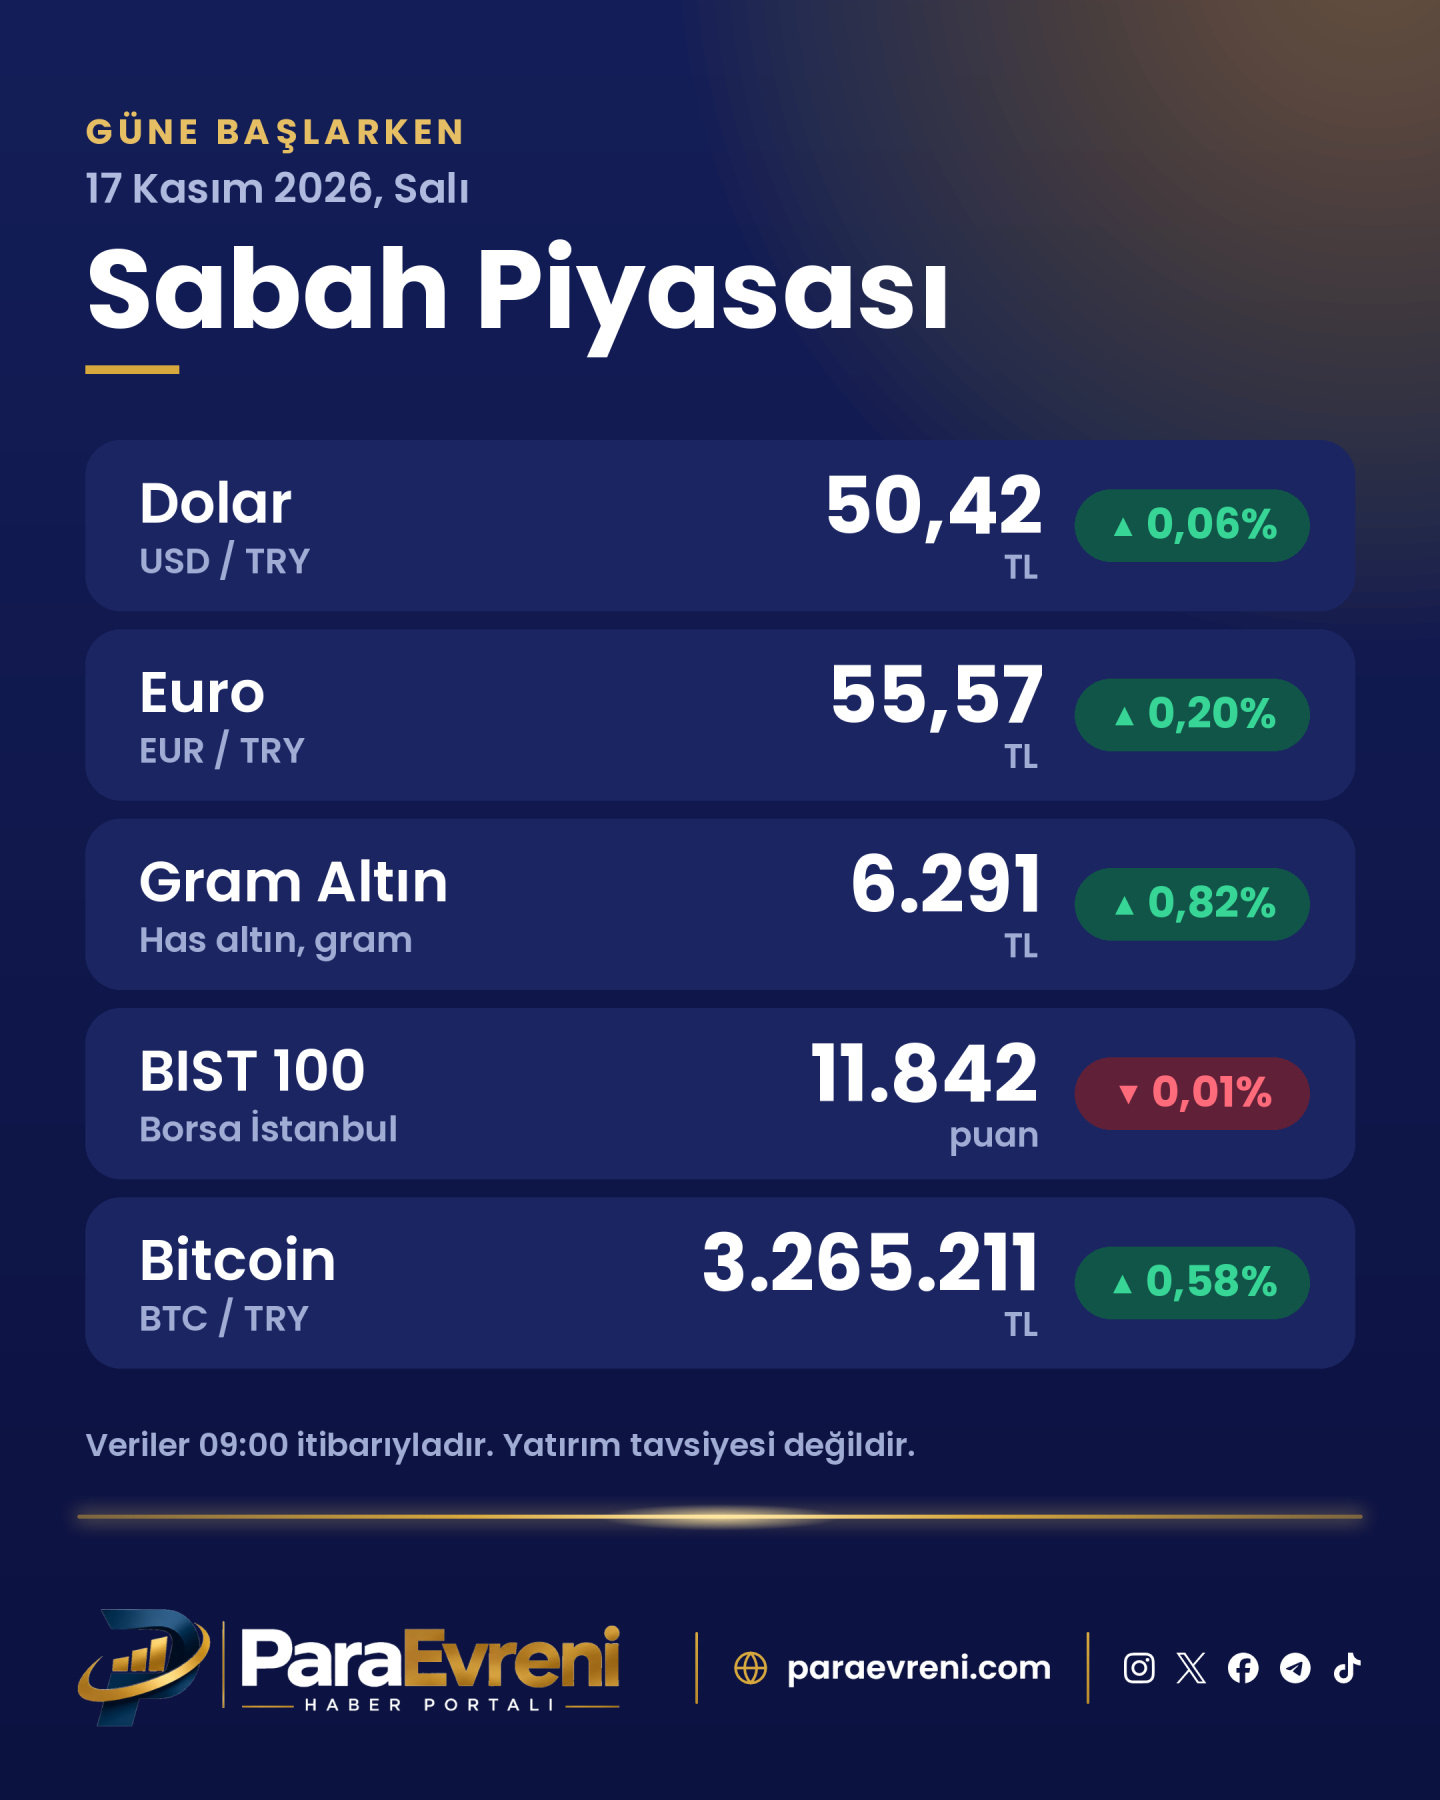 GÜNE BAŞLARKEN
17 Kasım 2026, Salı
Sabah Piyasası
Dolar
USD / TRY
50,42
TL
▲ 0,06%
Euro
EUR / TRY
55,57
TL
▲ 0,20%
Gram Altın
Has altın, gram
6.291
TL
▲ 0,82%
BIST 100
Borsa İstanbul
11.842
puan
▼ 0,01%
Bitcoin
BTC / TRY
3.265.211
TL
▲ 0,58%
Veriler 09:00 itibarıyladır. Yatırım tavsiyesi değildir.
ParaEvreni
HABER PORTALI
paraevreni.com